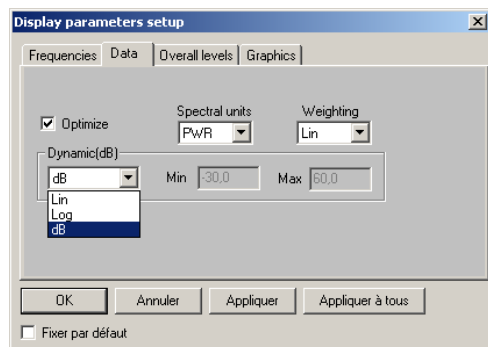 Display parameters setup
Frequencies Data Overall levels Graphics
Spectral units Weighting
Optimize PWR Lin
Dynamic(dB)
dB Min -30,0 Max 60,0
Lin
Log
dB
OK Annuler Appliquer Appliquer à tous
Fixer par défaut